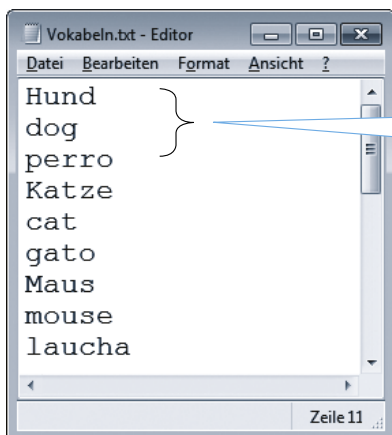 Vokabeln.txt - Editor
Datei Bearbeiten Format Ansicht ?
Hund
dog
perro
Katze
cat
gato
Maus
mouse
laucha
Zeile 11